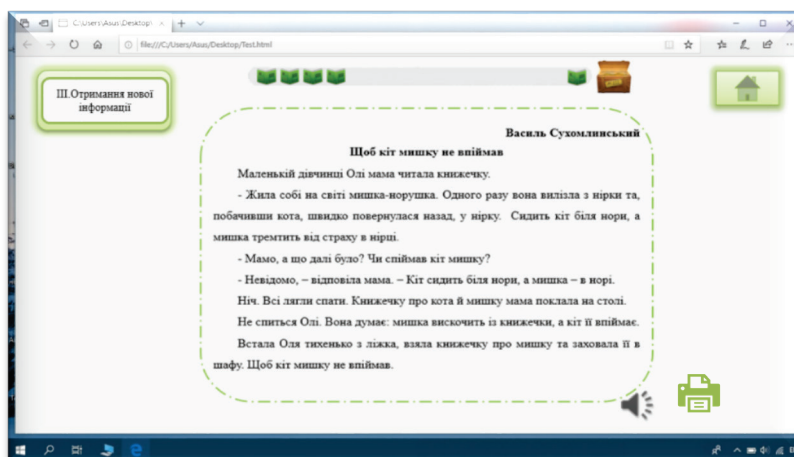 C:\Users\Asus\Desktop\
file:///C:/Users/Asus/Desktop/Test.html
III.Отримання нової
інформації
Василь Сухомлинський
Щоб кіт мишку не впіймав
Маленькій дівчинці Олі мама читала книжечку.
- Жила собі на світі мишка-норушка. Одного разу вона вилізла з нірки та,
побачивши кота, швидко повернулася назад, у нірку. Сидить кіт біля нори, а
мишка тремтить від страху в нірці.
- Мамо, а що далі було? Чи спіймав кіт мишку?
- Невідомо, – відповіла мама. – Кіт сидить біля нори, а мишка – в норі.
Ніч. Всі лягли спати. Книжечку про кота й мишку мама поклала на столі.
Не спиться Олі. Вона думає: мишка вискочить із книжечки, а кіт її впіймає.
Встала Оля тихенько з ліжка, взяла книжечку про мишку та заховала її в
шафу. Щоб кіт мишку не впіймав.